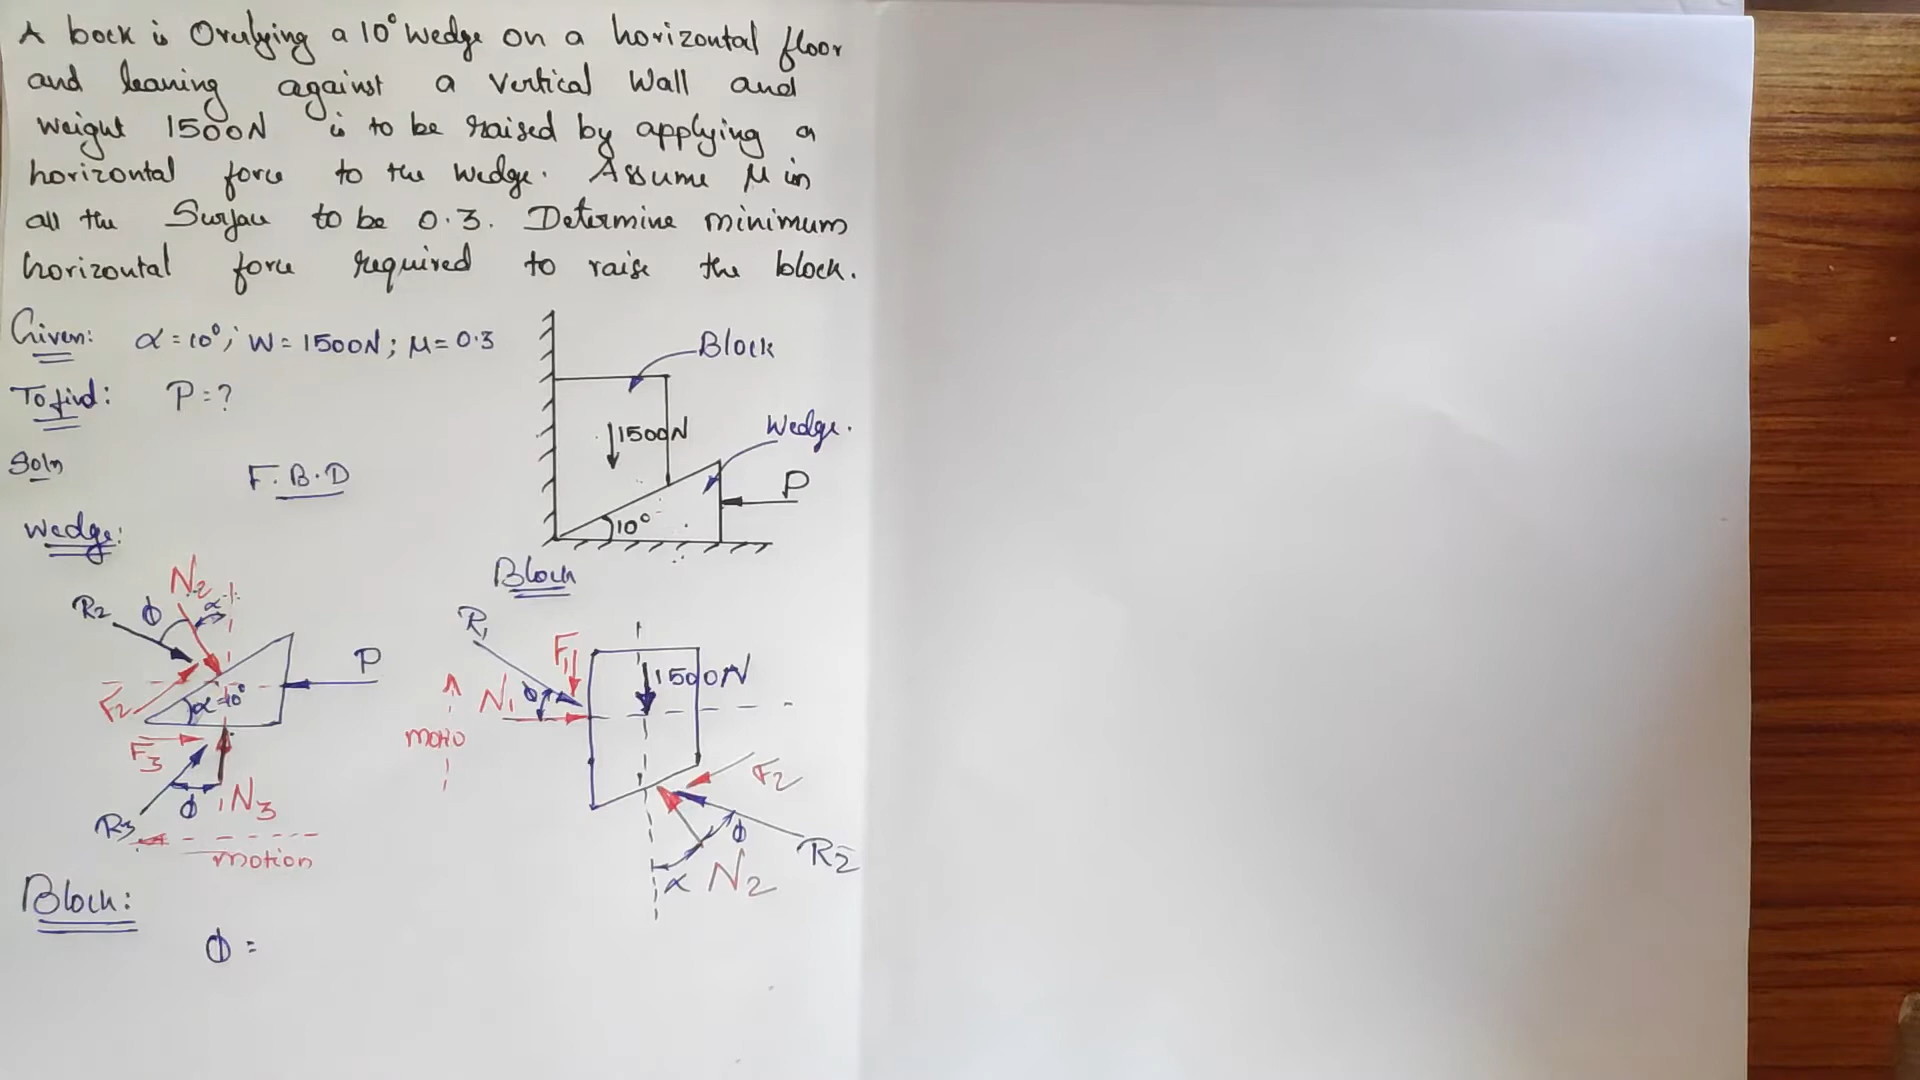 A bock is Overlying a 10° wedge on a horizontal floor
and leaning against a vertical Wall and
weight 1500N is to be raised by applying a
horizontal force to the wedge. Assume μ in
all the Surface to be 0.3. Determine minimum
horizontal force required to raise the block.
Given: α = 10°; W = 1500N; μ = 0.3
To find: P = ?
Soln
F.B.D
Block
1500N
Wedge.
P
10°
Wedge:
N2
R2
φ
α
P
F2
α=10°
F3
φ
N3
R3
motion
Block
R1
F1
1500N
N1
φ
F2
φ
R2
α
N2
Block:
φ =